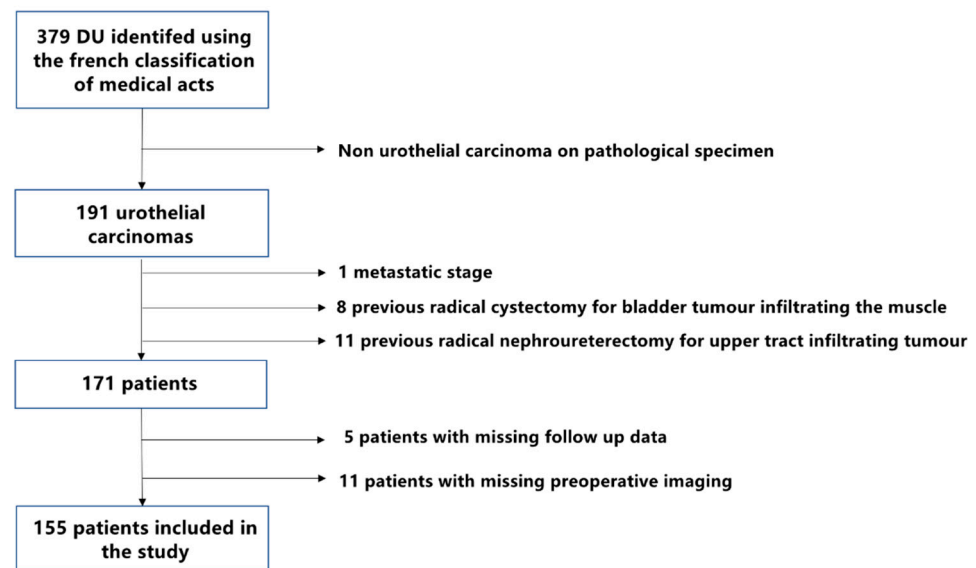 379 DU identifed using
the french classification
of medical acts
Non urothelial carcinoma on pathological specimen
191 urothelial
carcinomas
1 metastatic stage
8 previous radical cystectomy for bladder tumour infiltrating the muscle
11 previous radical nephroureterectomy for upper tract infiltrating tumour
171 patients
5 patients with missing follow up data
11 patients with missing preoperative imaging
155 patients included in
the study